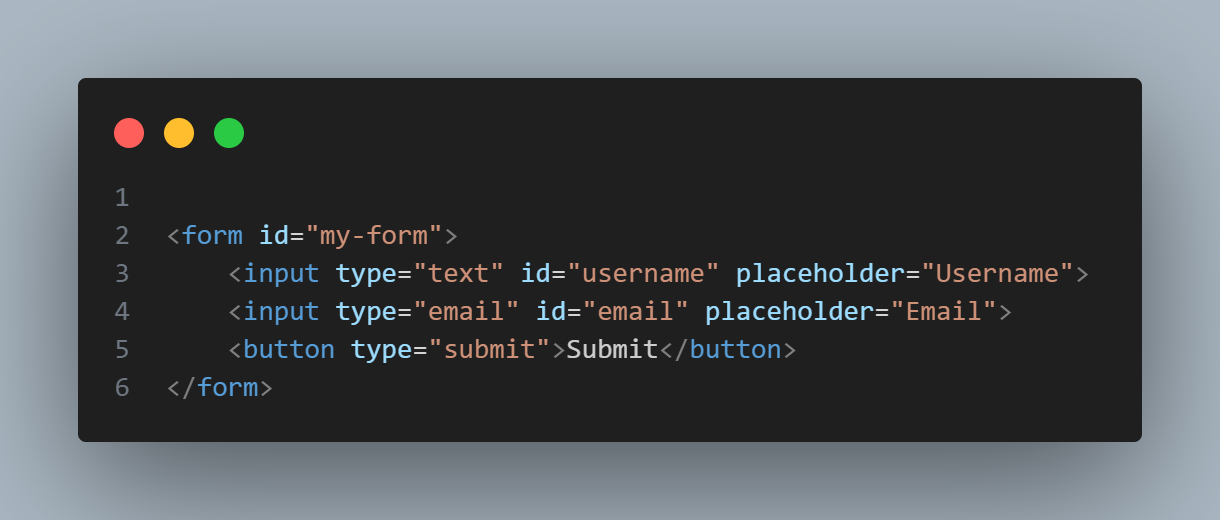 1
2 <form id="my-form">
3     <input type="text" id="username" placeholder="Username">
4     <input type="email" id="email" placeholder="Email">
5     <button type="submit">Submit</button>
6 </form>